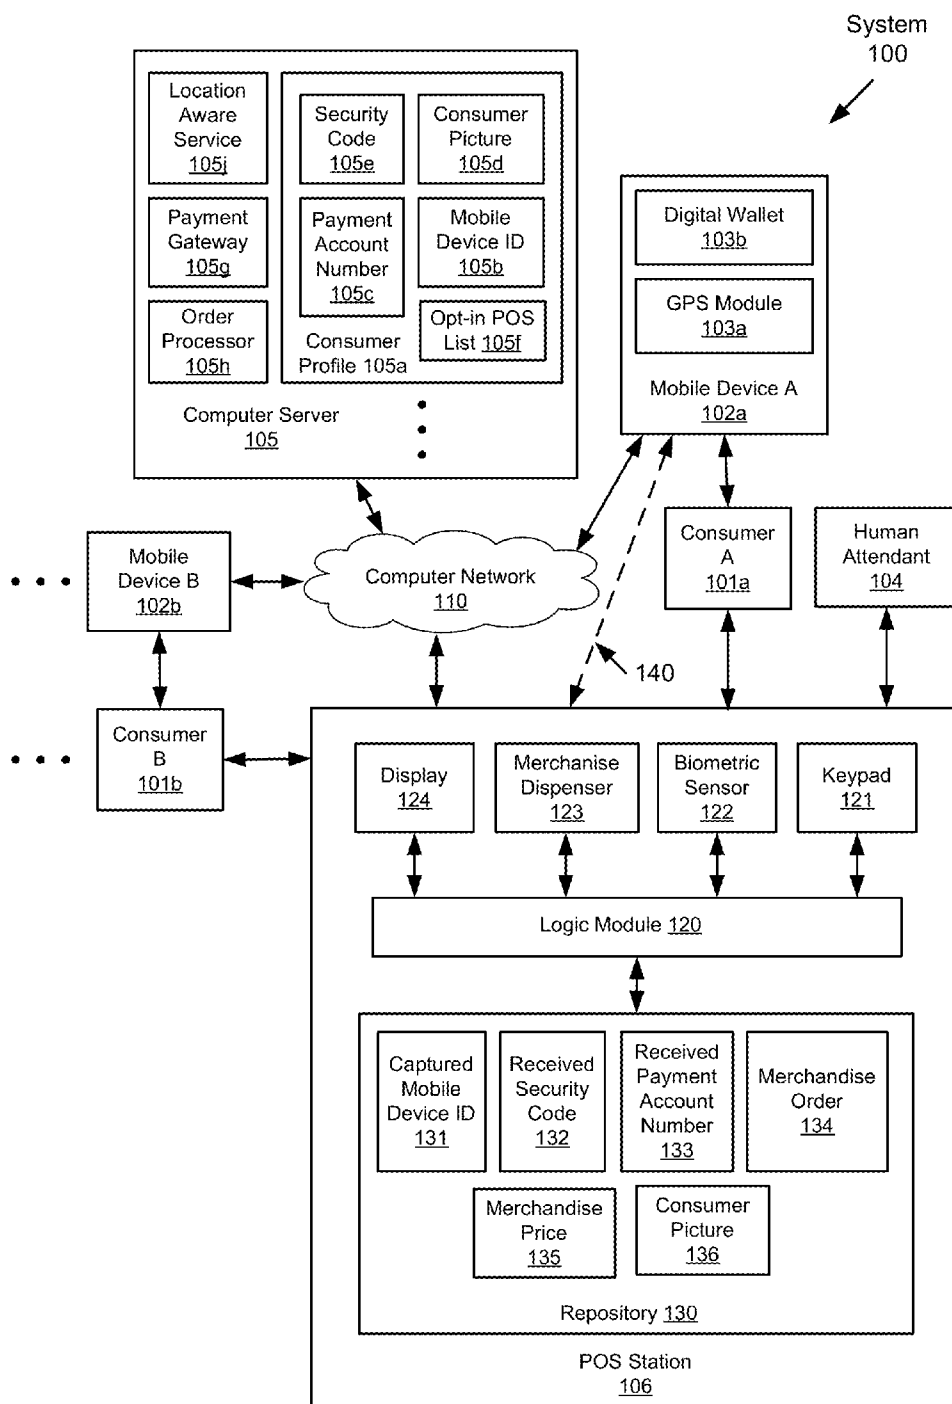 System
100
Location
Aware
Service
105j
Security
Code
105e
Consumer
Picture
105d
Payment
Gateway
105g
Payment
Account
Number
105c
Mobile
Device ID
105b
Order
Processor
105h
Consumer
Profile 105a
Opt-in POS
List 105f
Computer Server
105
Digital Wallet
103b
GPS Module
103a
Mobile Device A
102a
Mobile
Device B
102b
Computer Network
110
Consumer
A
101a
Human
Attendant
104
140
Consumer
B
101b
Display
124
Merchanise
Dispenser
123
Biometric
Sensor
122
Keypad
121
Logic Module 120
Captured
Mobile
Device ID
131
Received
Security
Code
132
Received
Payment
Account
Number
133
Merchandise
Order
134
Merchandise
Price
135
Consumer
Picture
136
Repository 130
POS Station
106